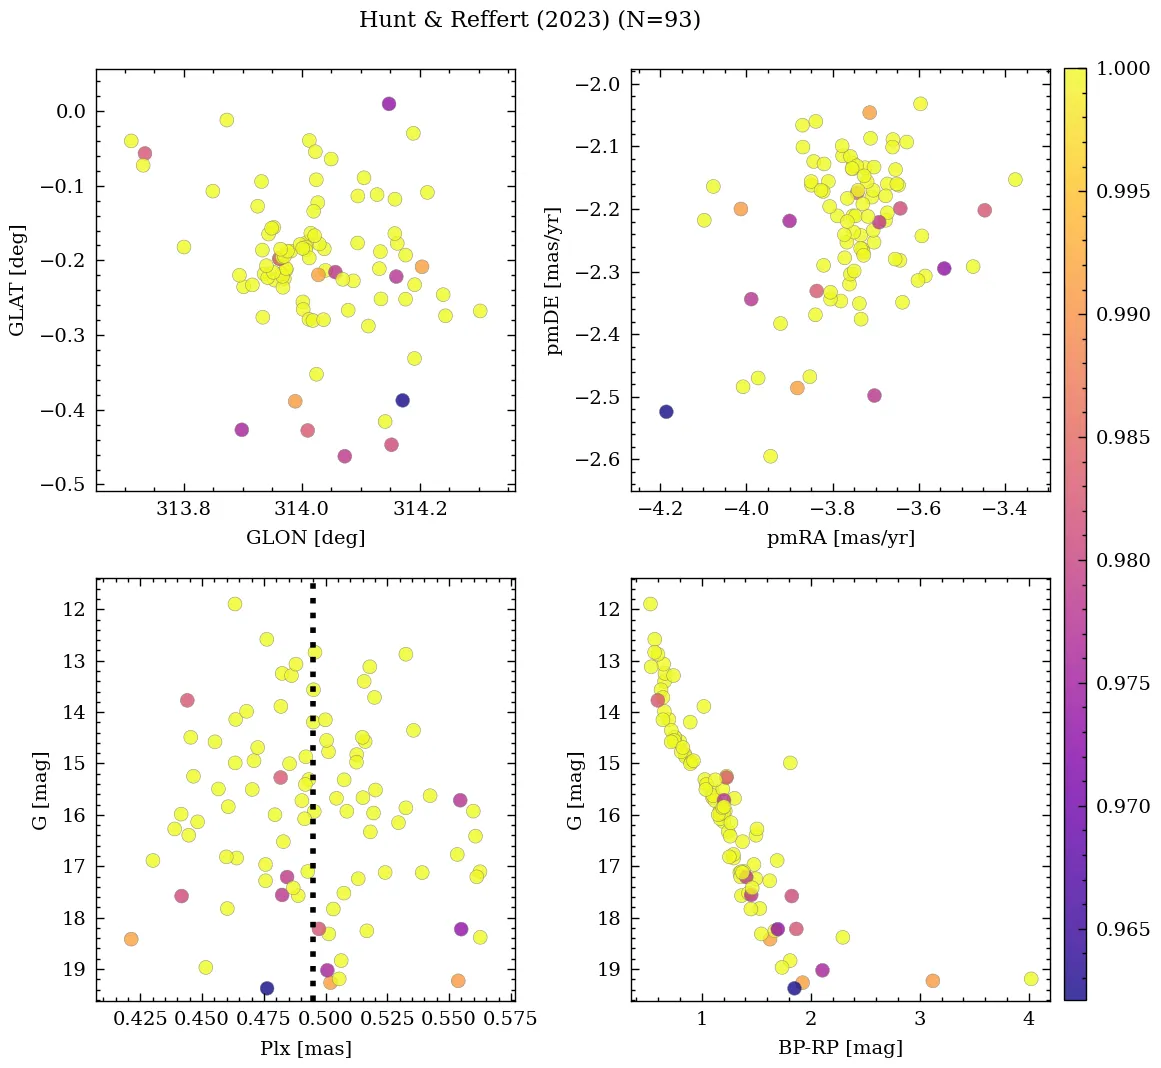 Hunt & Reffert (2023) (N=93)
0.0
−0.1
−0.2
−0.3
−0.4
−0.5
GLAT [deg]
313.8 314.0 314.2
GLON [deg]
−2.0
−2.1
−2.2
−2.3
−2.4
−2.5
−2.6
pmDE [mas/yr]
−4.2 −4.0 −3.8 −3.6 −3.4
pmRA [mas/yr]
12
13
14
15
16
17
18
19
G [mag]
0.425 0.450 0.475 0.500 0.525 0.550 0.575
Plx [mas]
12
13
14
15
16
17
18
19
G [mag]
1 2 3 4
BP-RP [mag]
1.000
0.995
0.990
0.985
0.980
0.975
0.970
0.965